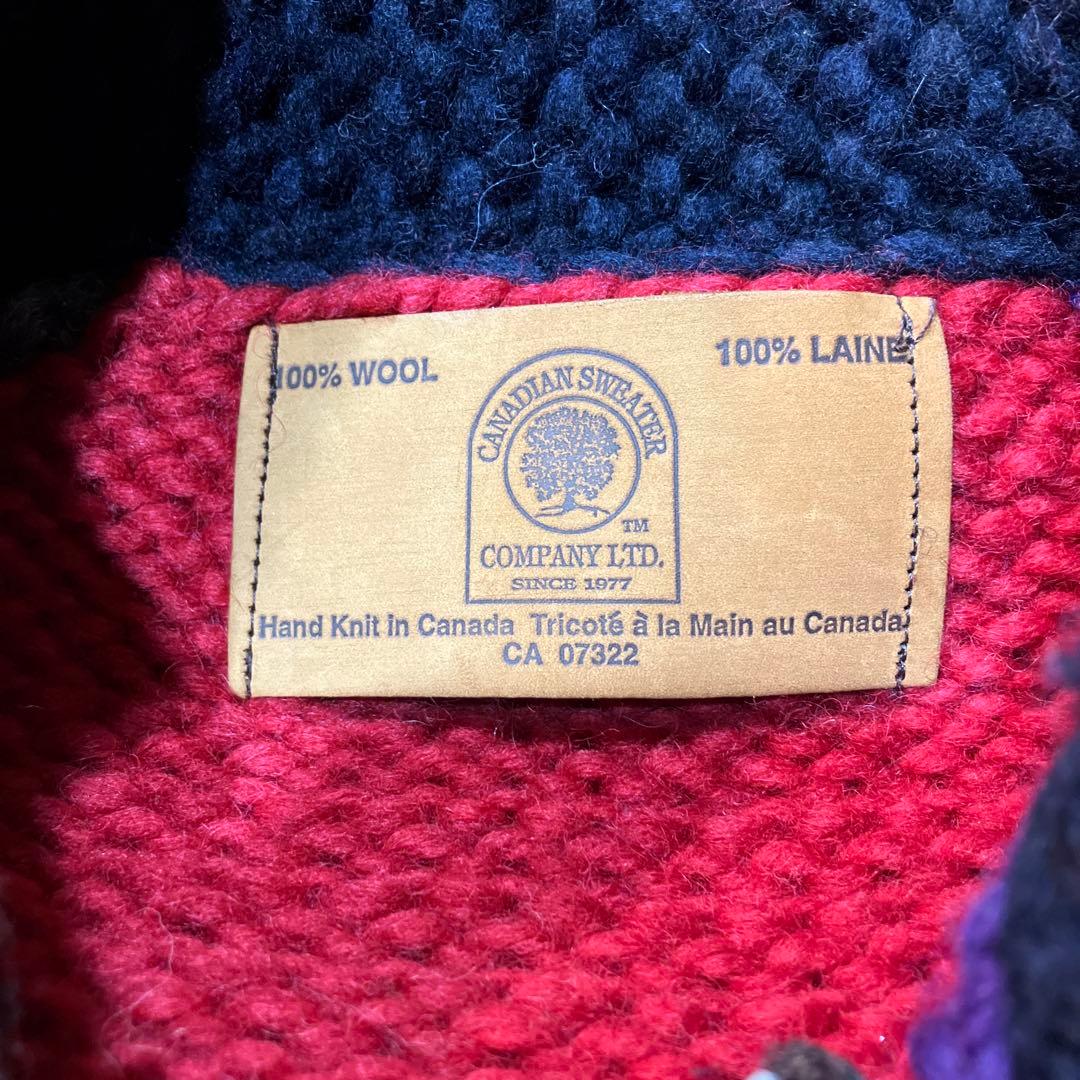 100% WOOL
100% LAINE
CANADIAN SWEATER
TM
COMPANY LTD.
SINCE 1977
Hand Knit in Canada Tricoté à la Main au Canada
CA 07322